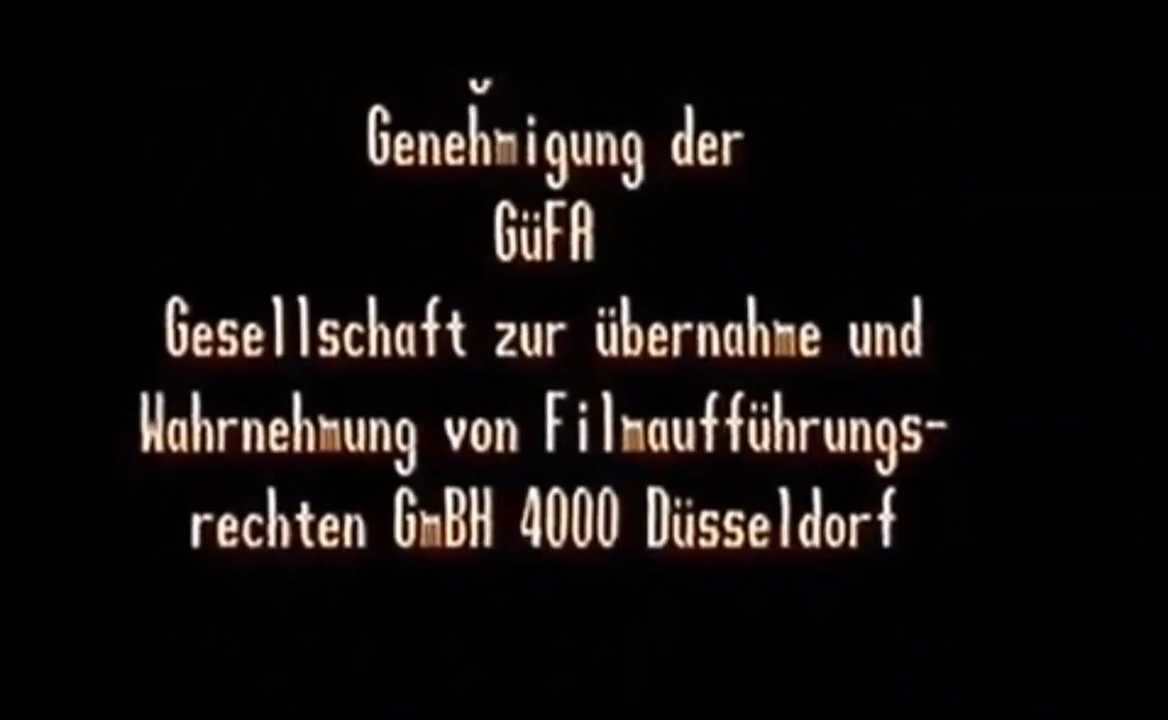 Genehmigung der
GüFA
Gesellschaft zur übernahme und
Wahrnehmung von Filmaufführungs-
rechten GmBH 4000 Düsseldorf